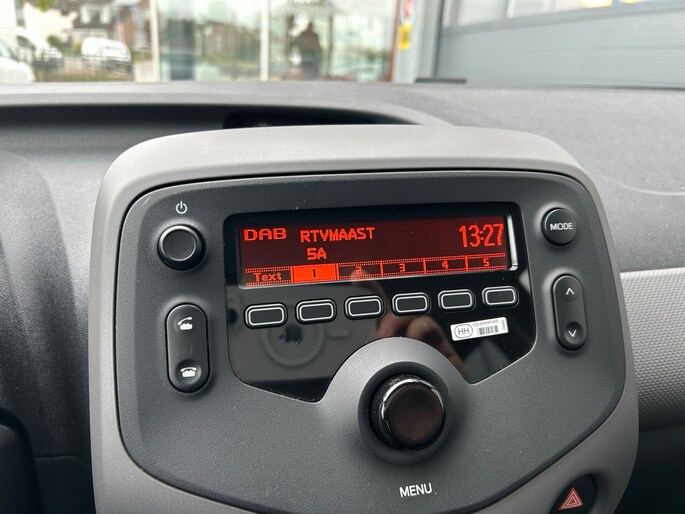 DAB RTVMAAST 13:27
5A
Text 1 2 3 4 5
MODE
HH
MENU